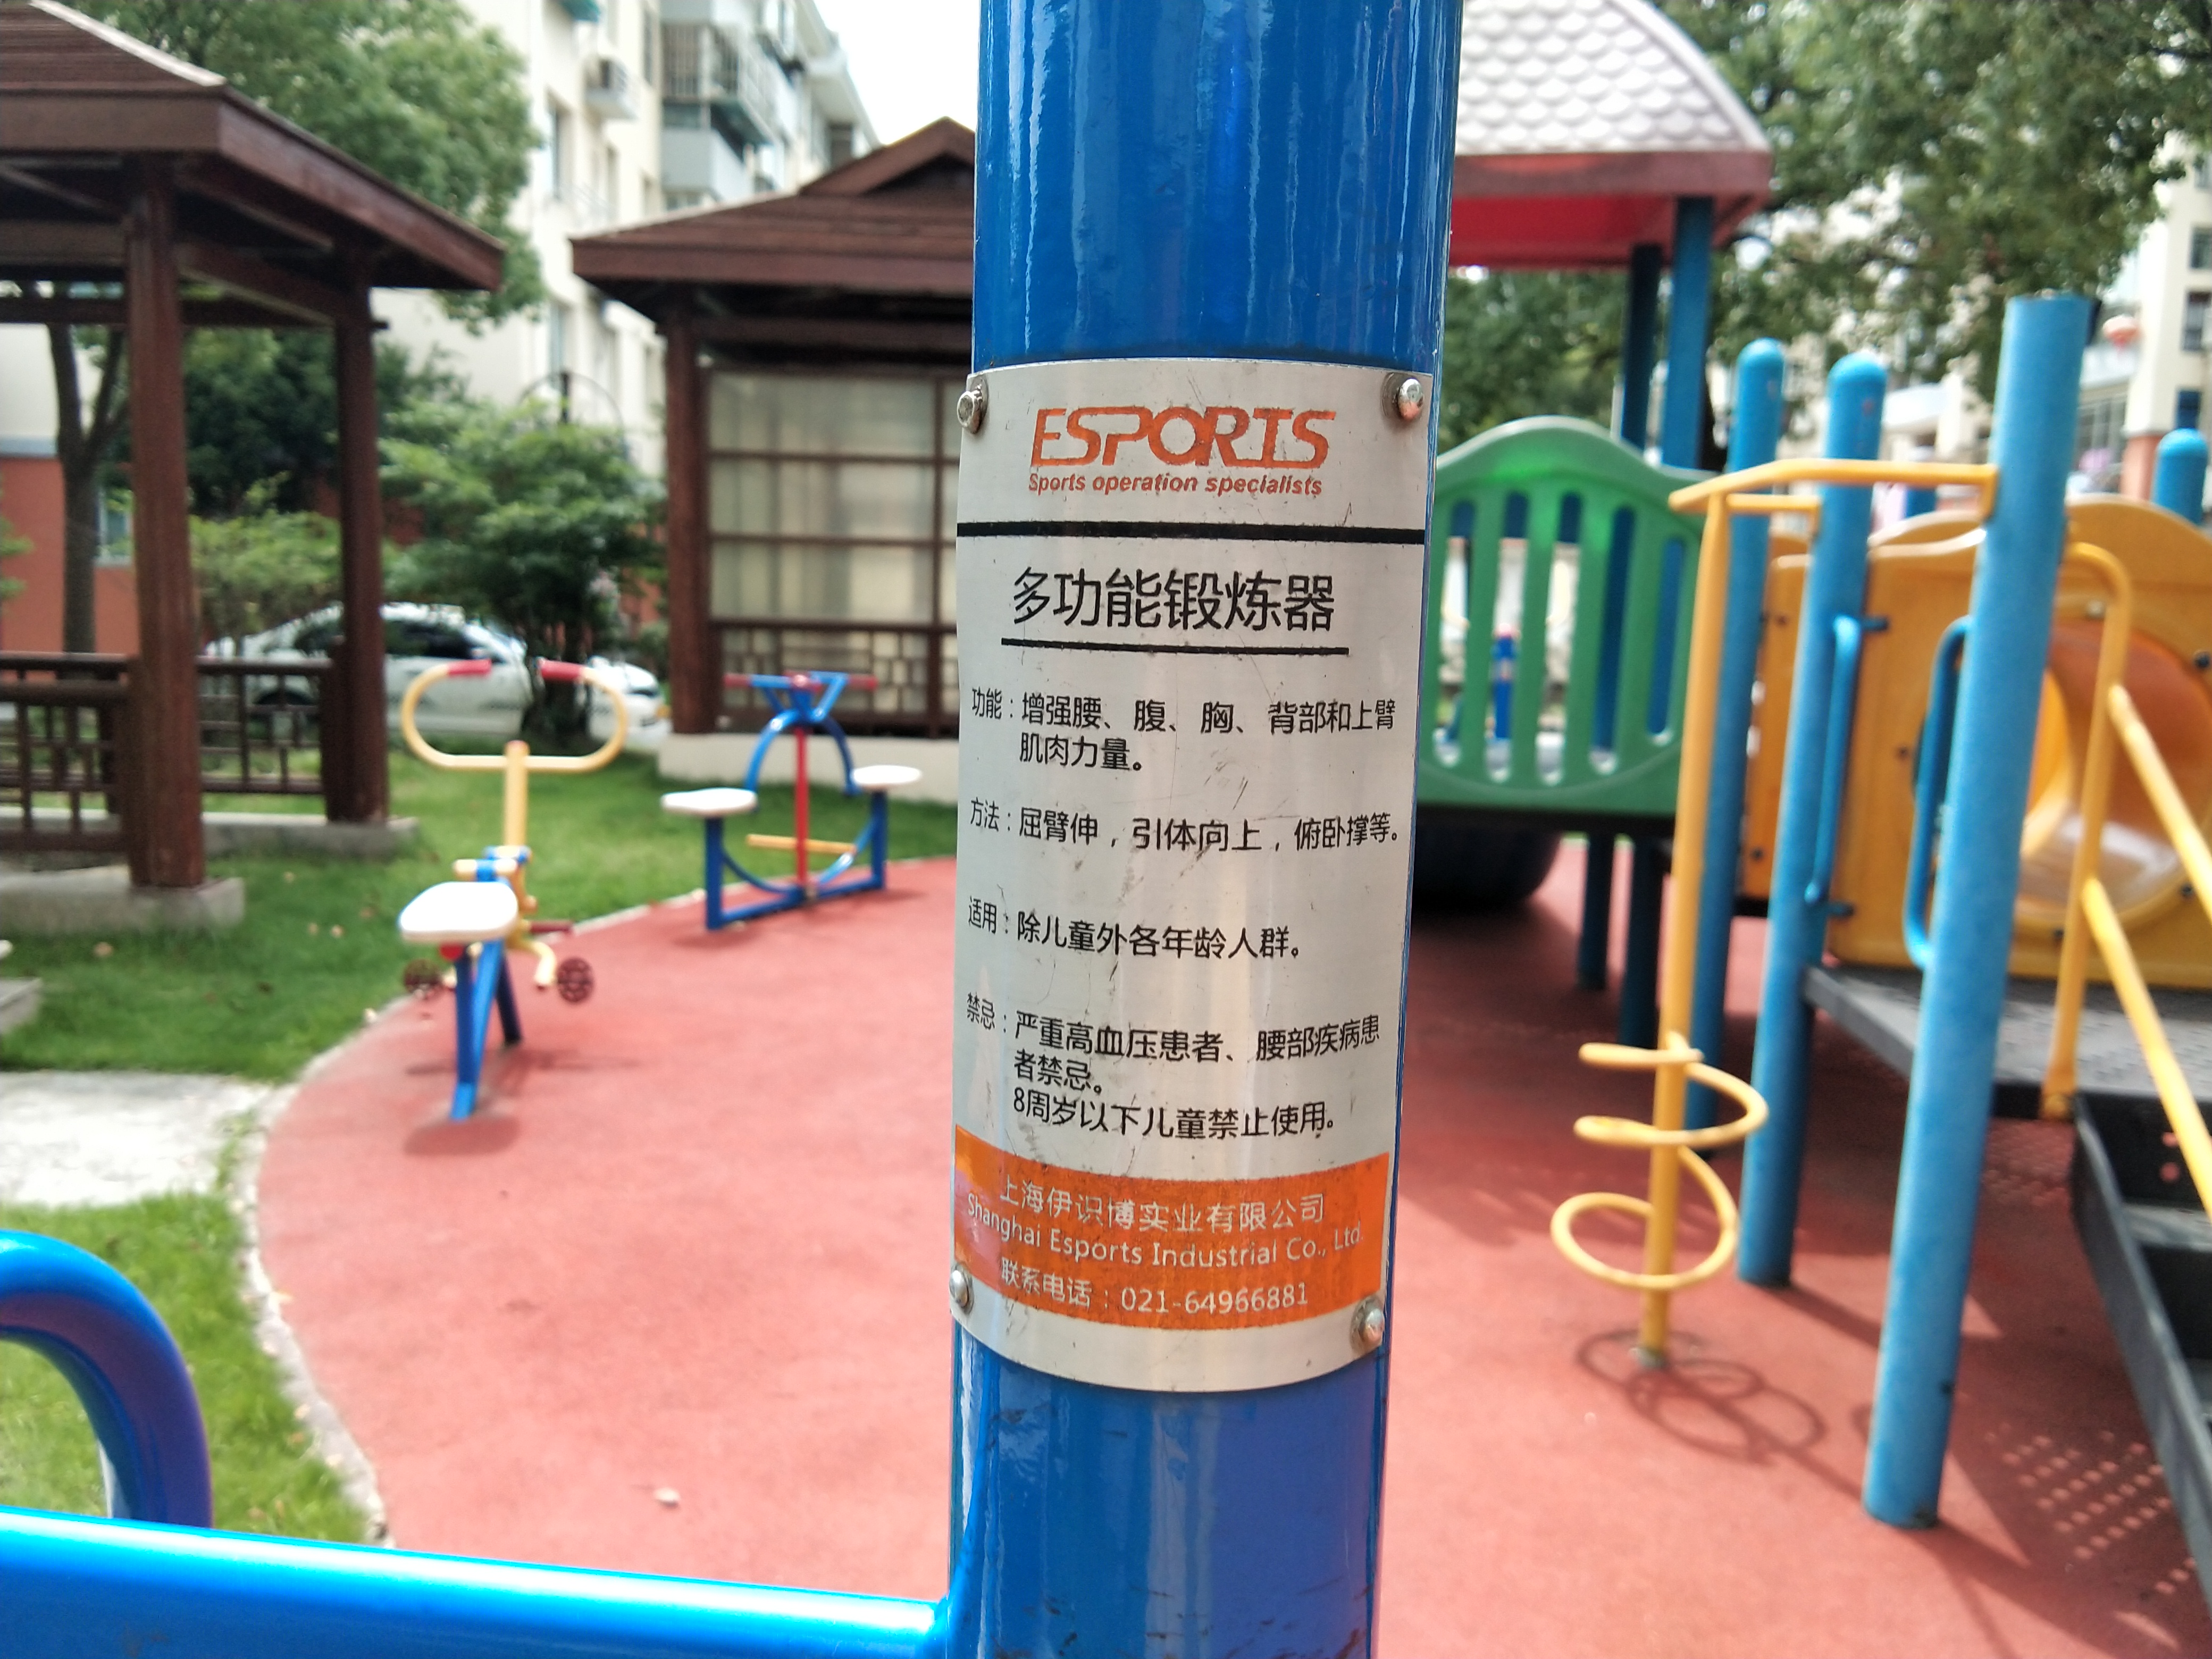 ESPORTS
Sports operation specialists
多功能锻炼器
功能：增强腰、腹、胸、背部和上臂
肌肉力量。
方法：屈臂伸，引体向上，俯卧撑等。
适用：除儿童外各年龄人群。
禁忌：严重高血压患者、腰部疾病患
者禁忌。
8周岁以下儿童禁止使用。
上海伊识博实业有限公司
Shanghai Esports Industrial Co., Ltd.
联系电话：021-64966881